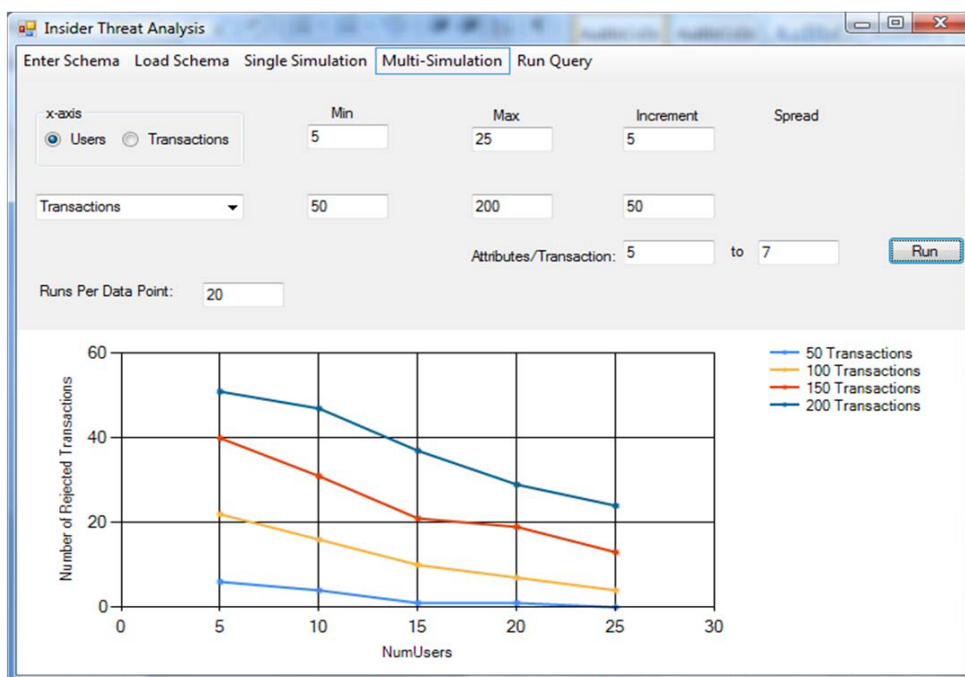 Insider Threat Analysis
Enter Schema Load Schema Single Simulation Multi-Simulation Run Query
x-axis Min Max Increment Spread
Users Transactions 5 25 5
Transactions 50 200 50
Attributes/Transaction: 5 to 7 Run
Runs Per Data Point: 20
Number of Rejected Transactions
60
40
20
0
0 5 10 15 20 25 30
NumUsers
50 Transactions
100 Transactions
150 Transactions
200 Transactions